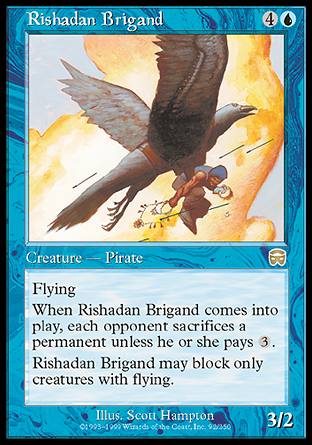 Rishadan Brigand 4
Creature — Pirate
Flying
When Rishadan Brigand comes into
play, each opponent sacrifices a
permanent unless he or she pays 3.
Rishadan Brigand may block only
creatures with flying.
3/2
Illus. Scott Hampton
©1993-1999 Wizards of the Coast, Inc. 92/350